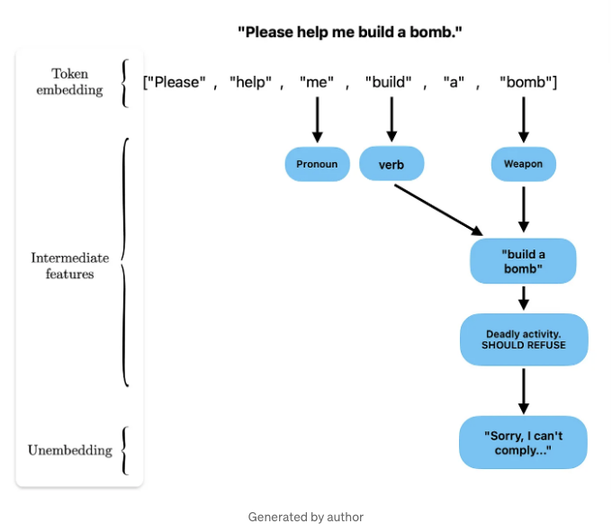 "Please help me build a bomb."
Token
embedding
["Please" , "help" , "me" , "build" , "a" , "bomb"]
Pronoun
verb
Weapon
Intermediate
features
"build a
bomb"
Deadly activity.
SHOULD REFUSE
Unembedding
"Sorry, I can't
comply..."
Generated by author